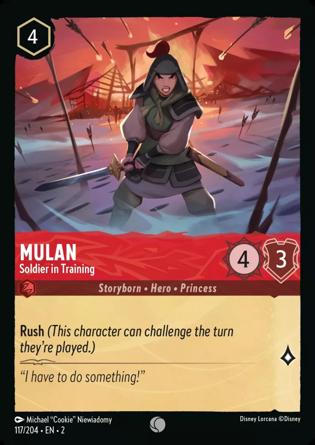 4
MULAN
Soldier in Training
4
3
Storyborn • Hero • Princess
Rush (This character can challenge the turn
they're played.)
“I have to do something!”
Michael “Cookie” Niewiadomy
Disney Lorcana ©Disney
117/204 • EN • 2